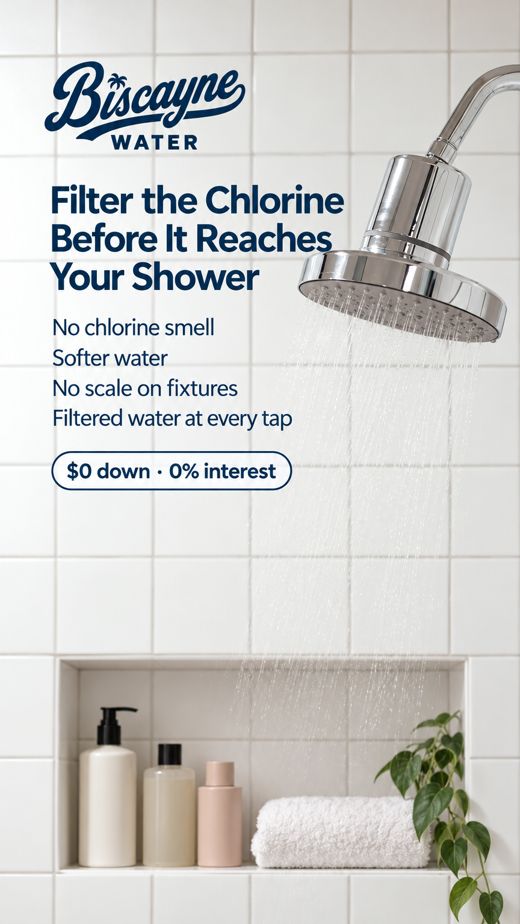 Biscayne
WATER
Filter the Chlorine
Before It Reaches
Your Shower
No chlorine smell
Softer water
No scale on fixtures
Filtered water at every tap
$0 down · 0% interest